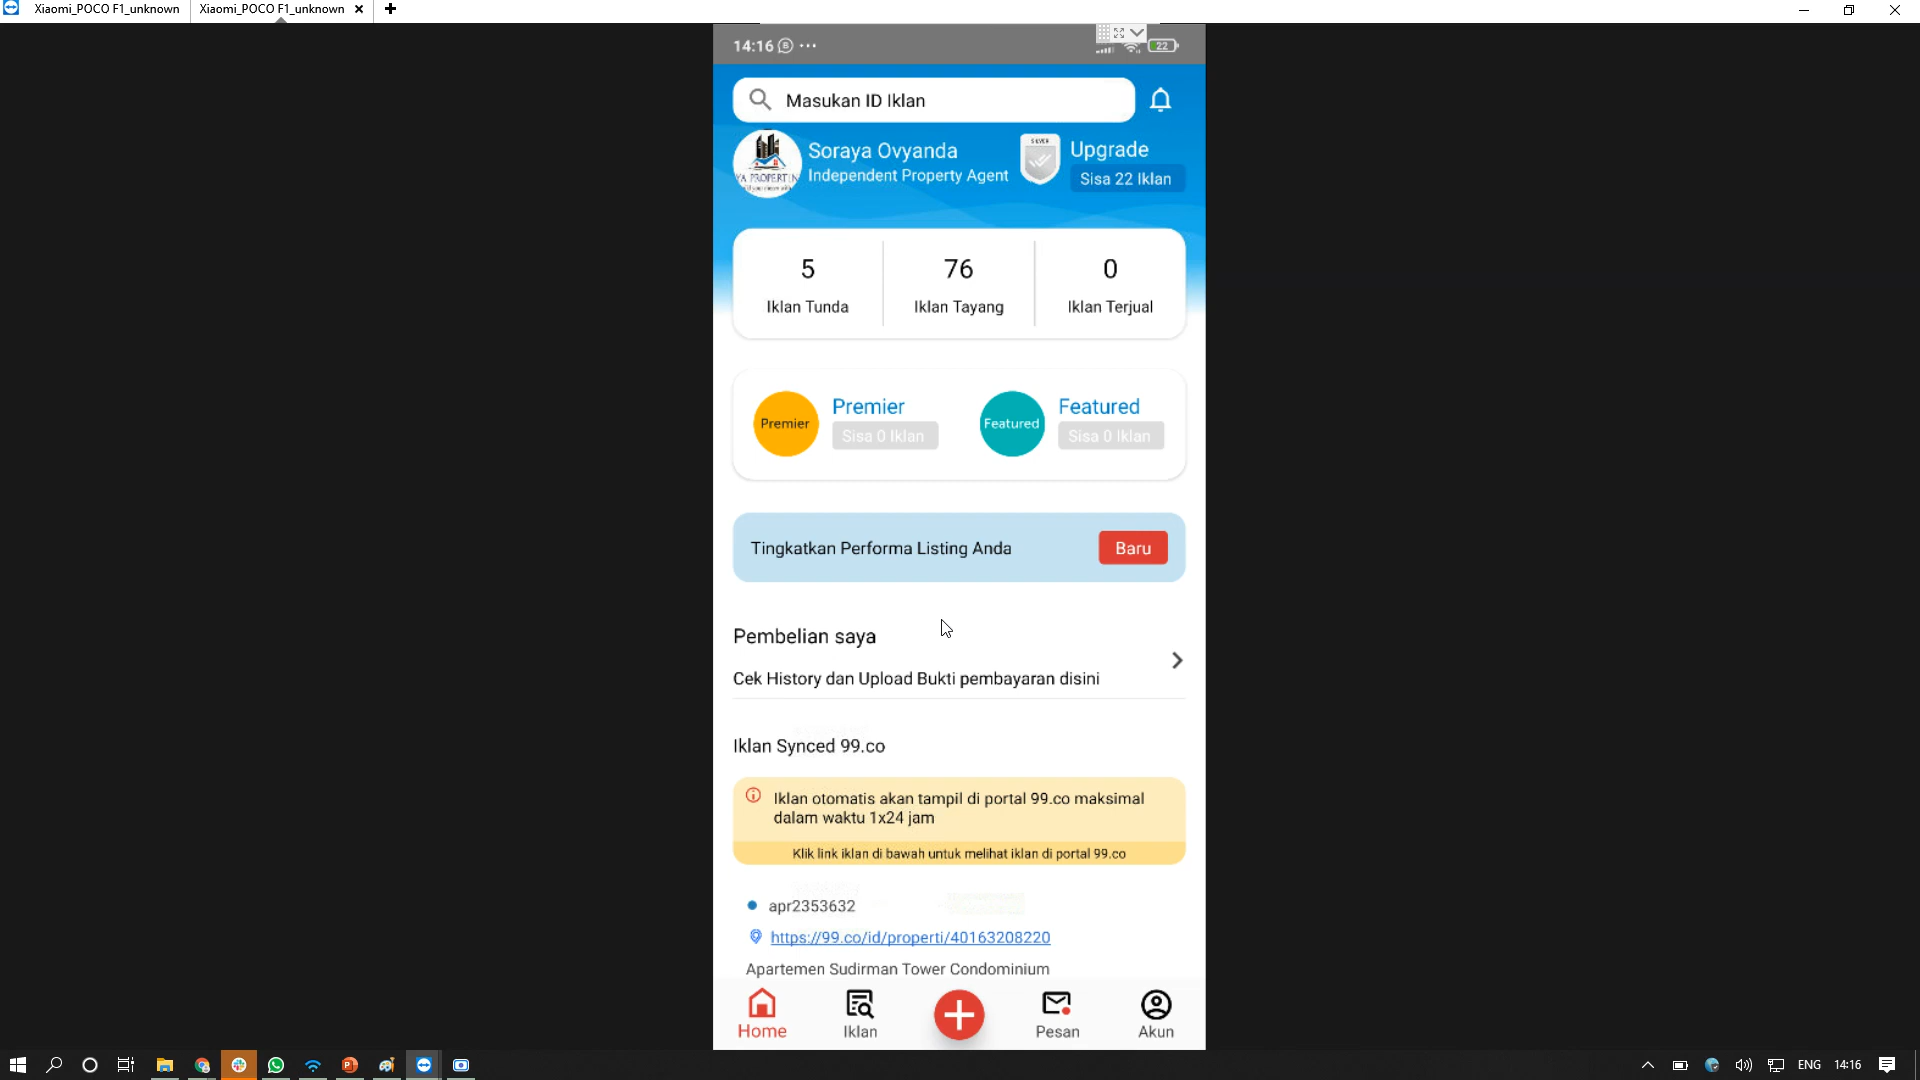 Xiaomi_POCO F1_unknown
Xiaomi_POCO F1_unknown
14:16
22
Masukan ID Iklan
YA PROPERTIN
Soraya Ovyanda
Independent Property Agent
SILVER
Upgrade
Sisa 22 Iklan
5
Iklan Tunda
76
Iklan Tayang
0
Iklan Terjual
Premier
Premier
Sisa 0 Iklan
Featured
Featured
Sisa 0 Iklan
Tingkatkan Performa Listing Anda
Baru
Pembelian saya
Cek History dan Upload Bukti pembayaran disini
Iklan Synced 99.co
Iklan otomatis akan tampil di portal 99.co maksimal
dalam waktu 1x24 jam
Klik link iklan di bawah untuk melihat iklan di portal 99.co
apr2353632
https://99.co/id/properti/40163208220
Apartemen Sudirman Tower Condominium
Home
Iklan
Pesan
Akun
ENG
14:16